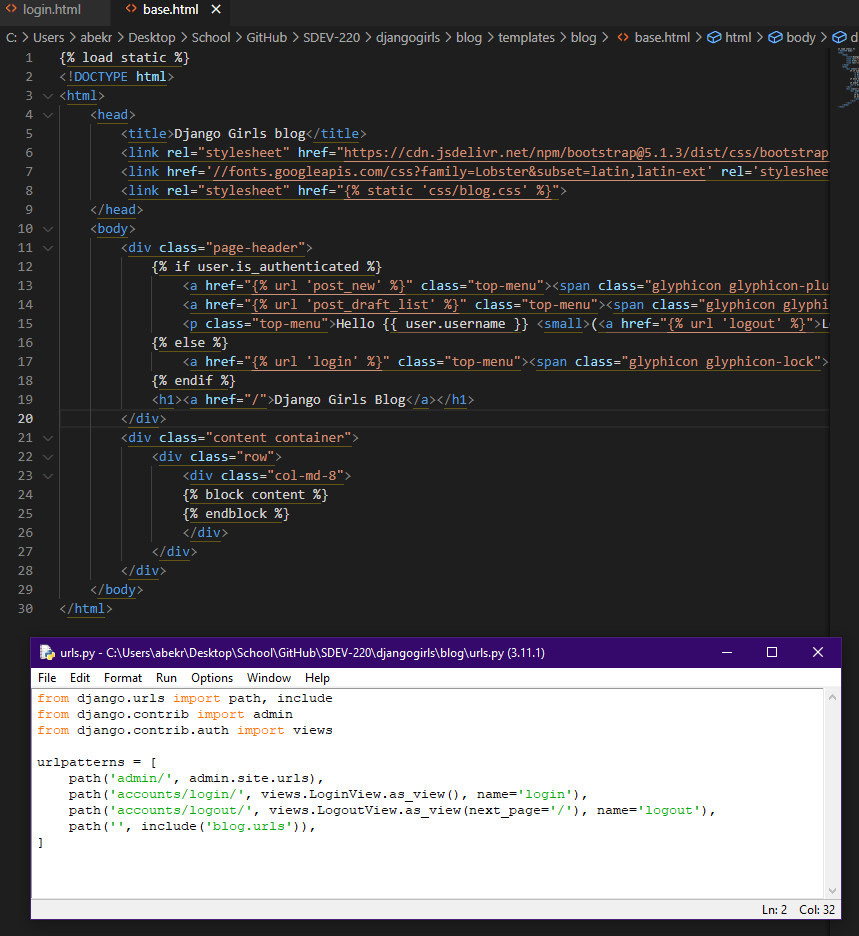 login.html base.html
C: > Users > abekr > Desktop > School > GitHub > SDEV-220 > djangogirls > blog > templates > blog > base.html > html > body > d
1 {% load static %}
2 <!DOCTYPE html>
3 <html>
4 <head>
5 <title>Django Girls blog</title>
6 <link rel="stylesheet" href="https://cdn.jsdelivr.net/npm/bootstrap@5.1.3/dist/css/bootstrap
7 <link href='//fonts.googleapis.com/css?family=Lobster&subset=latin,latin-ext' rel='styleshee
8 <link rel="stylesheet" href="{% static 'css/blog.css' %}">
9 </head>
10 <body>
11 <div class="page-header">
12 {% if user.is_authenticated %}
13 <a href="{% url 'post_new' %}" class="top-menu"><span class="glyphicon glyphicon-plu
14 <a href="{% url 'post_draft_list' %}" class="top-menu"><span class="glyphicon glyphi
15 <p class="top-menu">Hello {{ user.username }} <small>(<a href="{% url 'logout' %}">L
16 {% else %}
17 <a href="{% url 'login' %}" class="top-menu"><span class="glyphicon glyphicon-lock">
18 {% endif %}
19 <h1><a href="/">Django Girls Blog</a></h1>
20 </div>
21 <div class="content container">
22 <div class="row">
23 <div class="col-md-8">
24 {% block content %}
25 {% endblock %}
26 </div>
27 </div>
28 </div>
29 </body>
30 </html>
urls.py - C:\Users\abekr\Desktop\School\GitHub\SDEV-220\djangogirls\blog\urls.py (3.11.1)
File Edit Format Run Options Window Help
from django.urls import path, include
from django.contrib import admin
from django.contrib.auth import views
urlpatterns = [
path('admin/', admin.site.urls),
path('accounts/login/', views.LoginView.as_view(), name='login'),
path('accounts/logout/', views.LogoutView.as_view(next_page='/'), name='logout'),
path('', include('blog.urls')),
]
Ln: 2 Col: 32